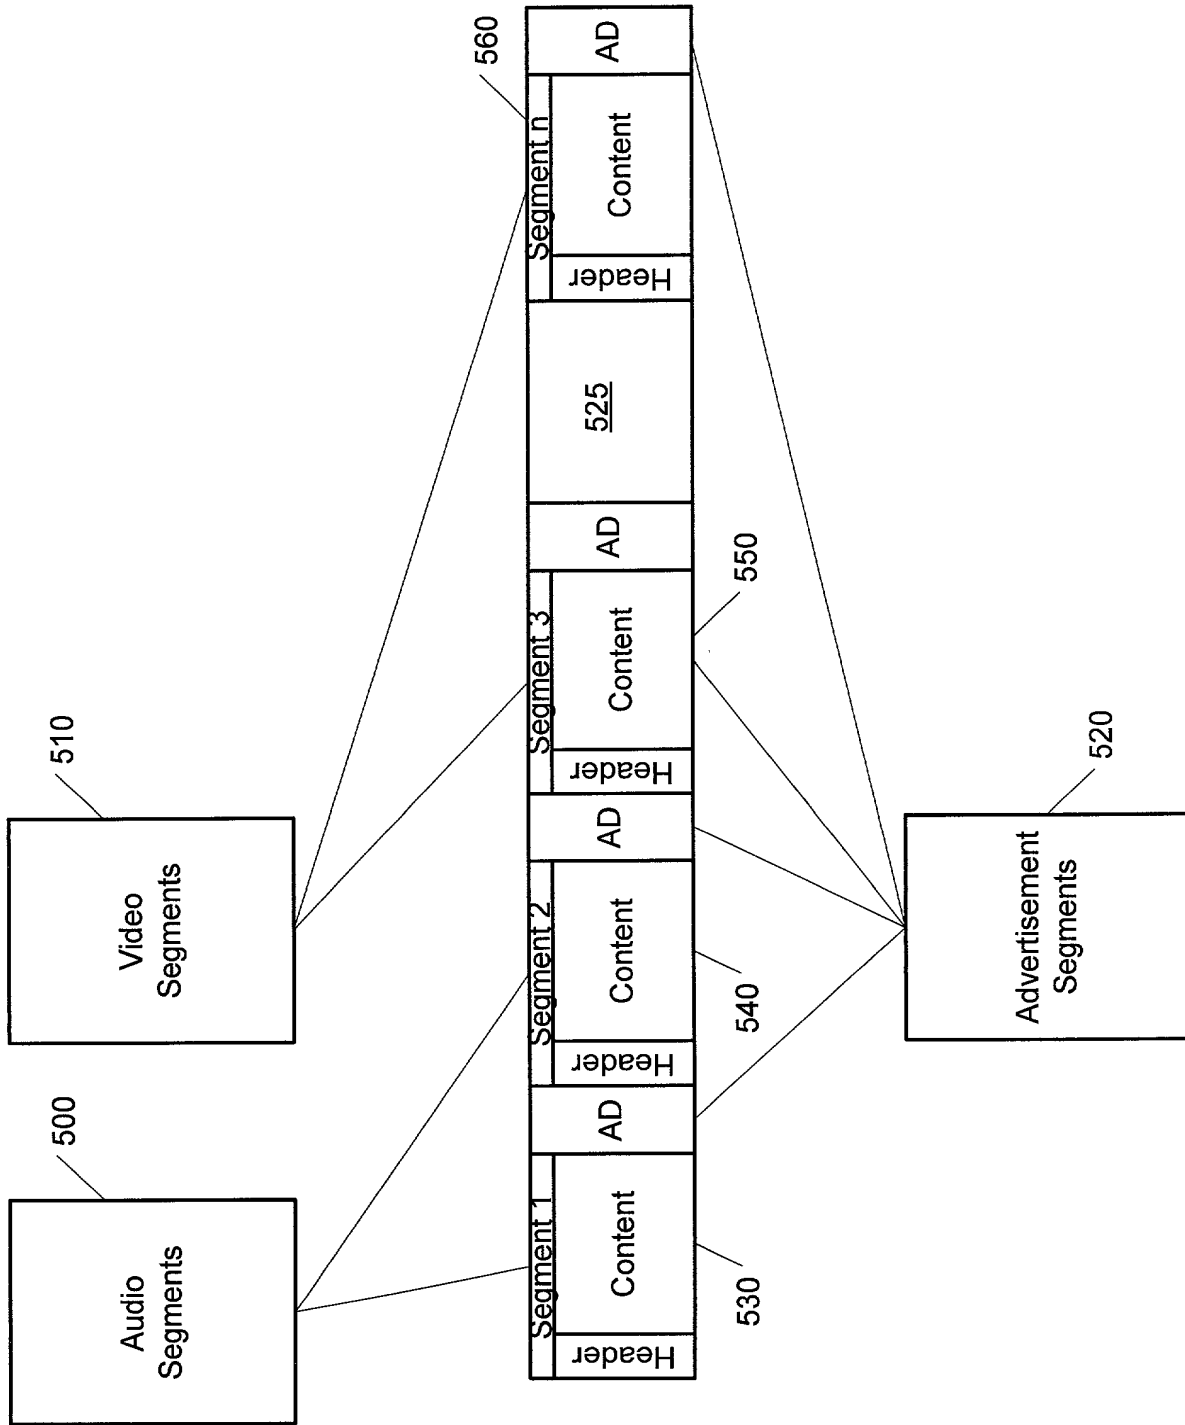 Audio
Segments
500
Video
Segments
510
Segment 1
Header
Content
AD
Segment 2
Header
Content
AD
Segment 3
Header
Content
AD
525
Segment n
Header
Content
AD
560
530
540
550
Advertisement
Segments
520